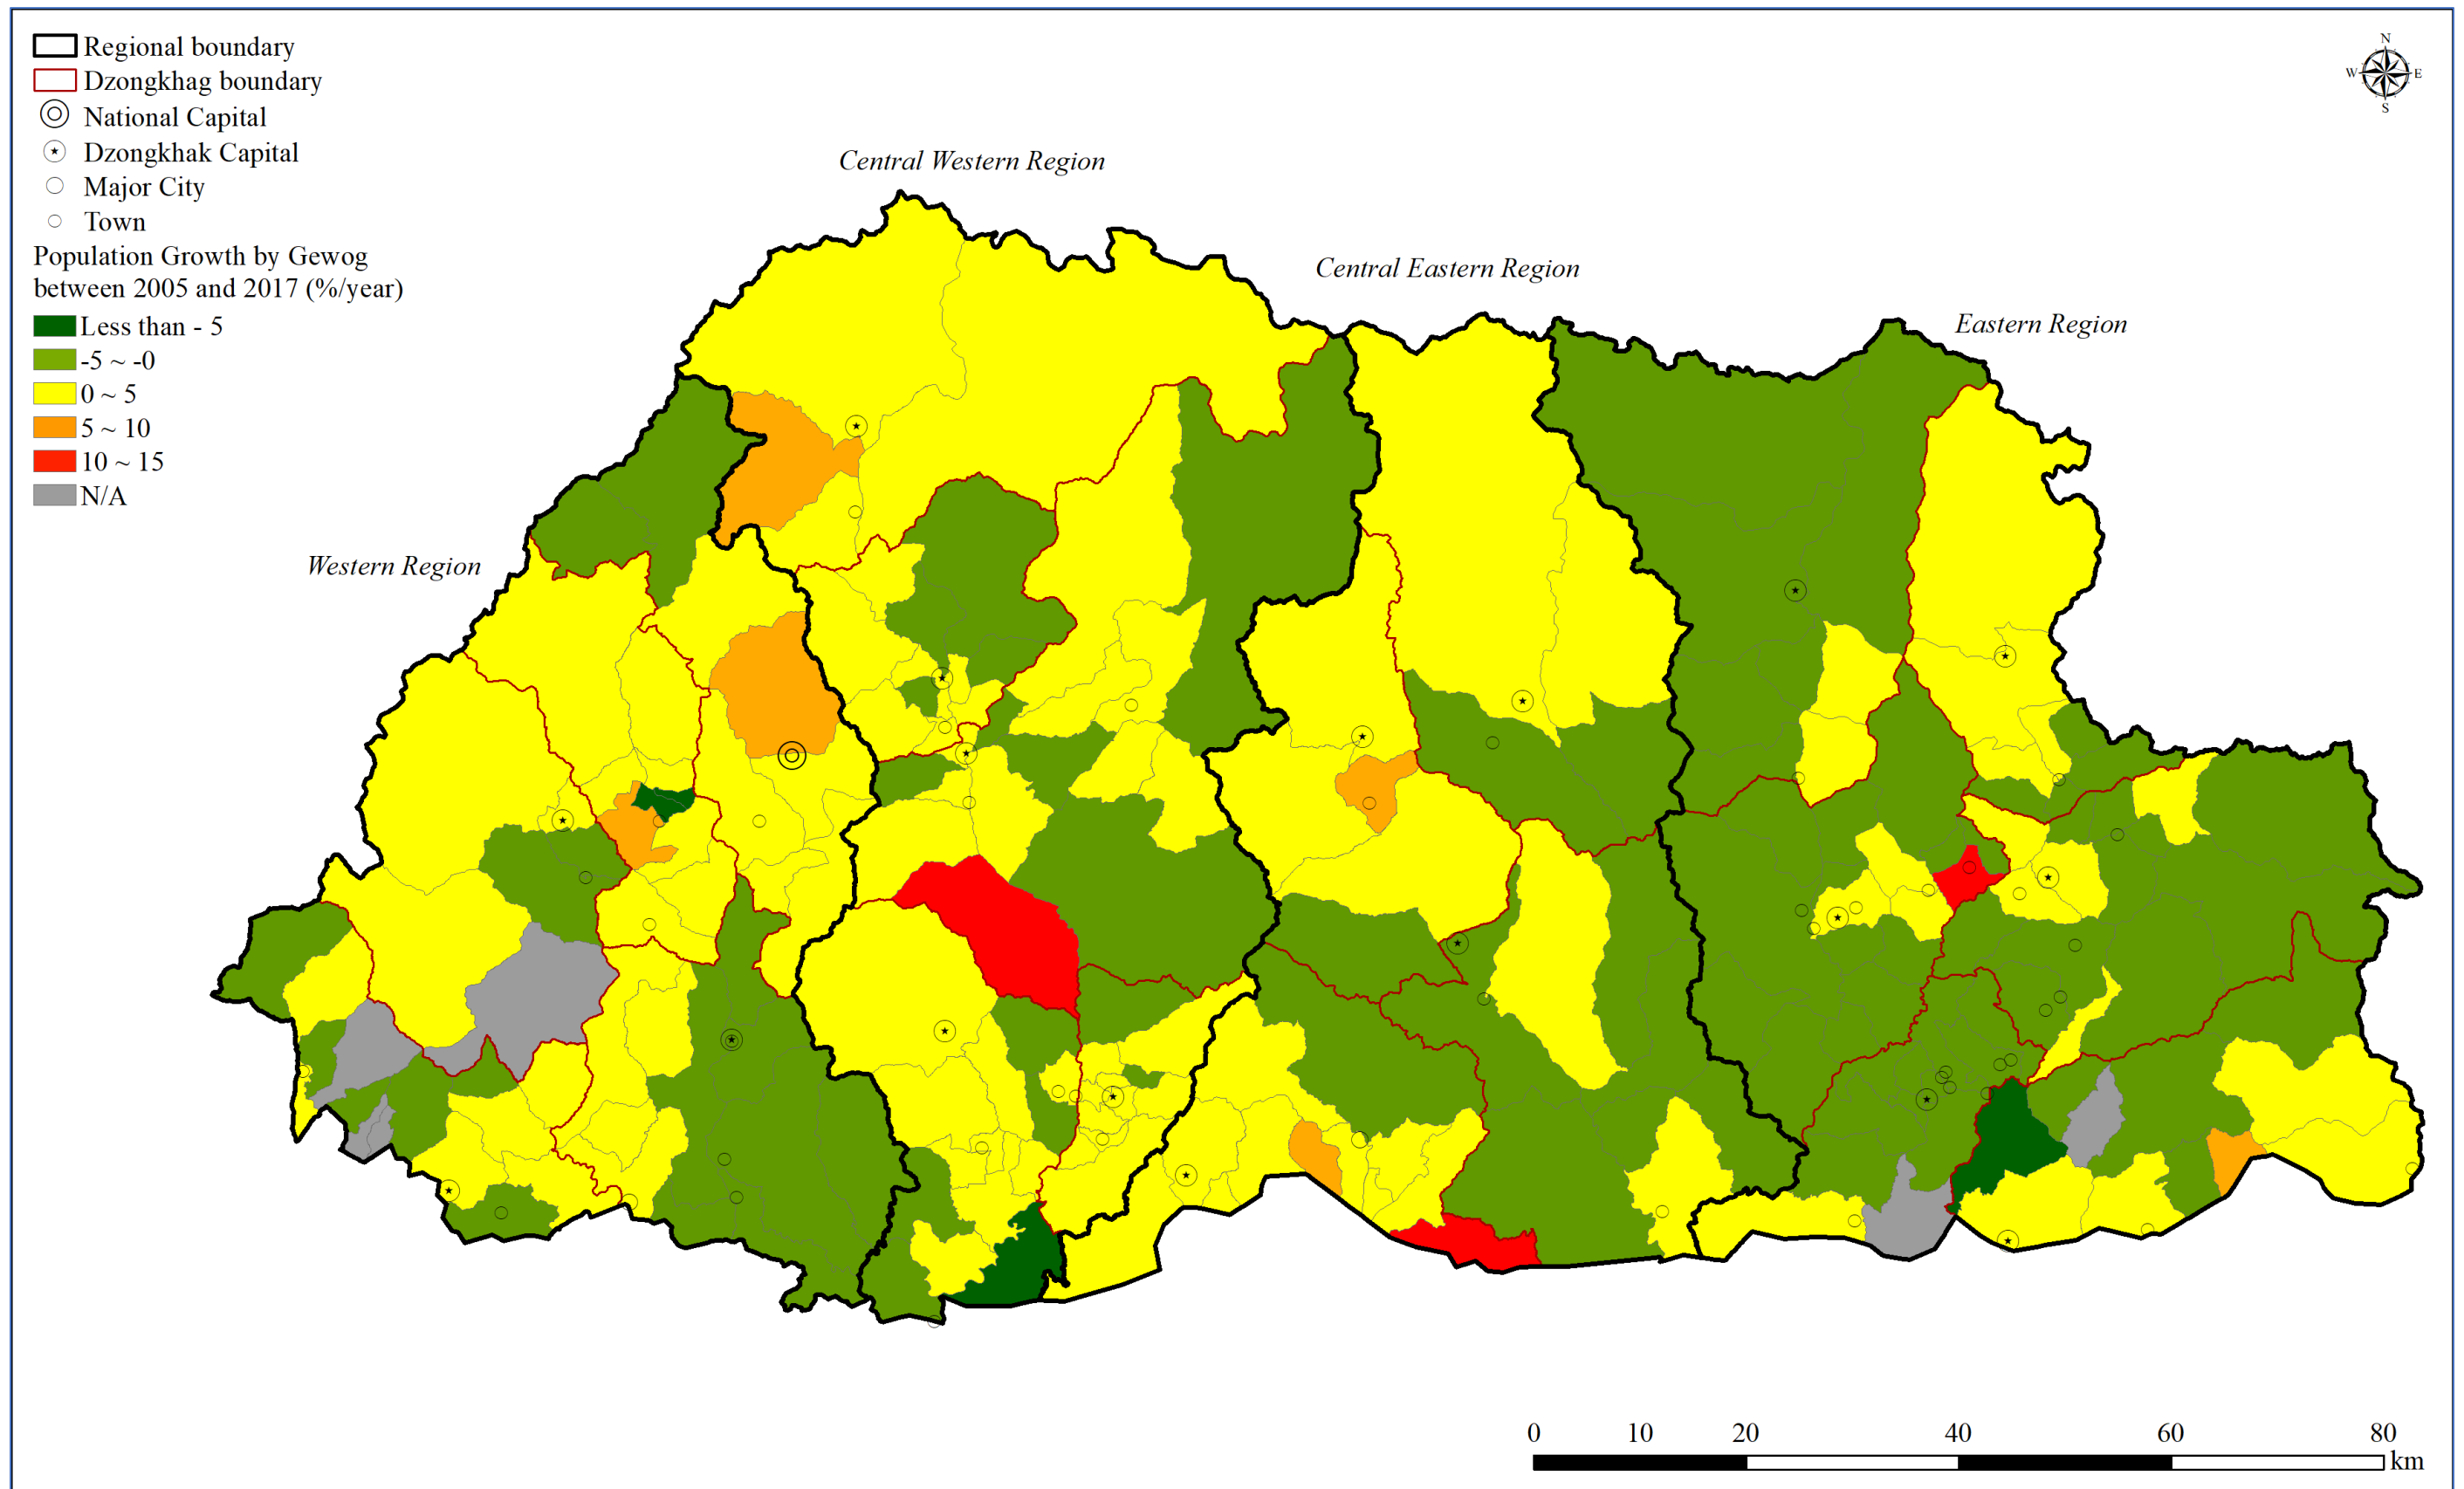 Regional boundary
Dzongkhag boundary
National Capital
Dzongkhak Capital
Major City
Town
Population Growth by Gewog
between 2005 and 2017 (%/year)
Less than - 5
-5 ~ -0
0 ~ 5
5 ~ 10
10 ~ 15
N/A
N
W E
S
Central Western Region
Central Eastern Region
Eastern Region
Western Region
0 10 20 40 60 80
km